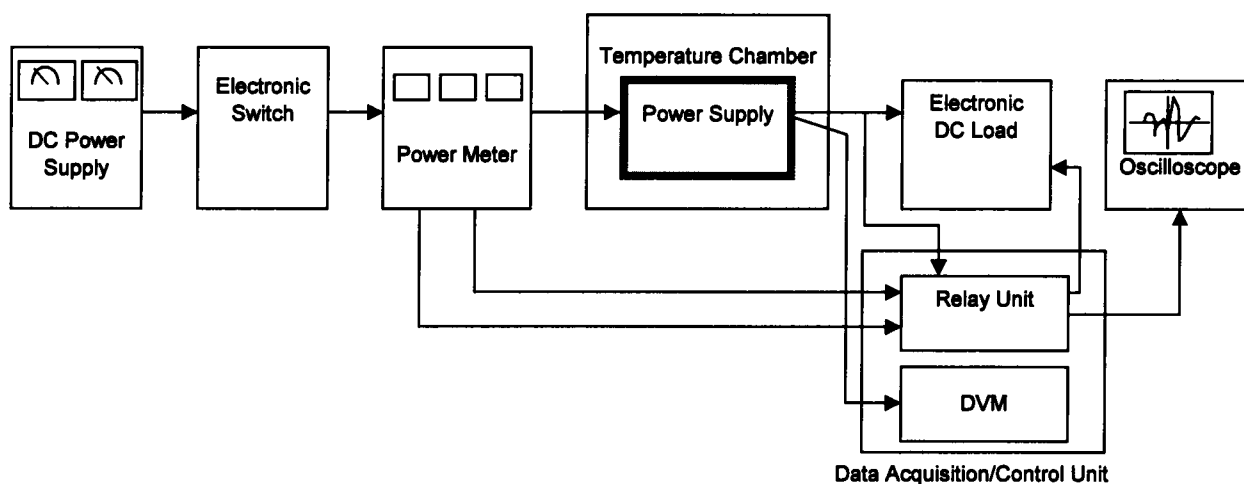 DC Power
Supply
Electronic
Switch
Power Meter
Temperature Chamber
Power Supply
Electronic
DC Load
Oscilloscope
Relay Unit
DVM
Data Acquisition/Control Unit